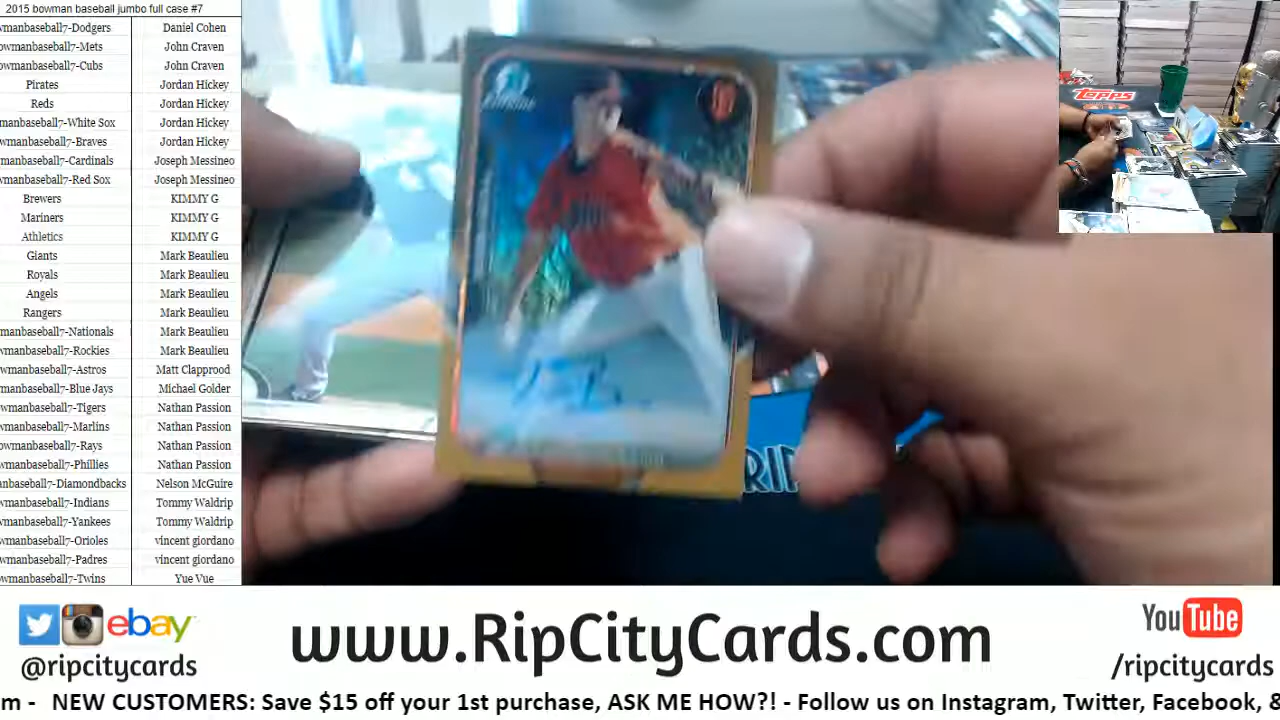 2015 bowman baseball jumbo full case #7
wmanbaseball7-Dodgers Daniel Cohen
owmanbaseball7-Mets John Craven
owmanbaseball7-Cubs John Craven
Pirates Jordan Hickey
Reds Jordan Hickey
manbaseball7-White Sox Jordan Hickey
wmanbaseball7-Braves Jordan Hickey
manbaseball7-Cardinals Joseph Messineo
manbaseball7-Red Sox Joseph Messineo
Brewers KIMMY G
Mariners KIMMY G
Athletics KIMMY G
Giants Mark Beaulieu
Royals Mark Beaulieu
Angels Mark Beaulieu
Rangers Mark Beaulieu
manbaseball7-Nationals Mark Beaulieu
wmanbaseball7-Rockies Mark Beaulieu
wmanbaseball7-Astros Matt Clapprood
manbaseball7-Blue Jays Michael Golder
wmanbaseball7-Tigers Nathan Passion
wmanbaseball7-Marlins Nathan Passion
owmanbaseball7-Rays Nathan Passion
wmanbaseball7-Phillies Nathan Passion
nbaseball7-Diamondbacks Nelson McGuire
wmanbaseball7-Indians Tommy Waldrip
wmanbaseball7-Yankees Tommy Waldrip
wmanbaseball7-Orioles vincent giordano
wmanbaseball7-Padres vincent giordano
wmanbaseball7-Twins Yue Vue
Topps
ebay
@ripcitycards
www.RipCityCards.com
YouTube
/ripcitycards
m - NEW CUSTOMERS: Save $15 off your 1st purchase, ASK ME HOW?! - Follow us on Instagram, Twitter, Facebook, &